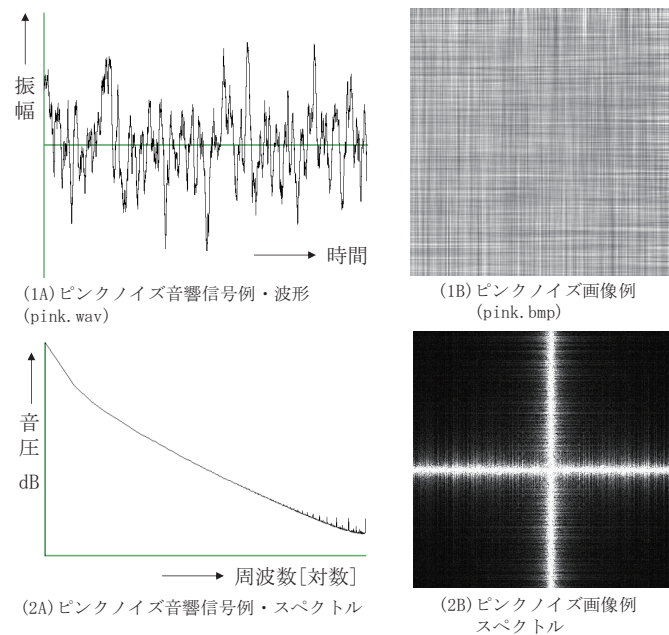 振
幅
時間
(1A)ピンクノイズ音響信号例・波形
(pink.wav)
(1B)ピンクノイズ画像例
(pink.bmp)
音
圧
dB
周波数[対数]
(2A)ピンクノイズ音響信号例・スペクトル
(2B)ピンクノイズ画像例
スペクトル